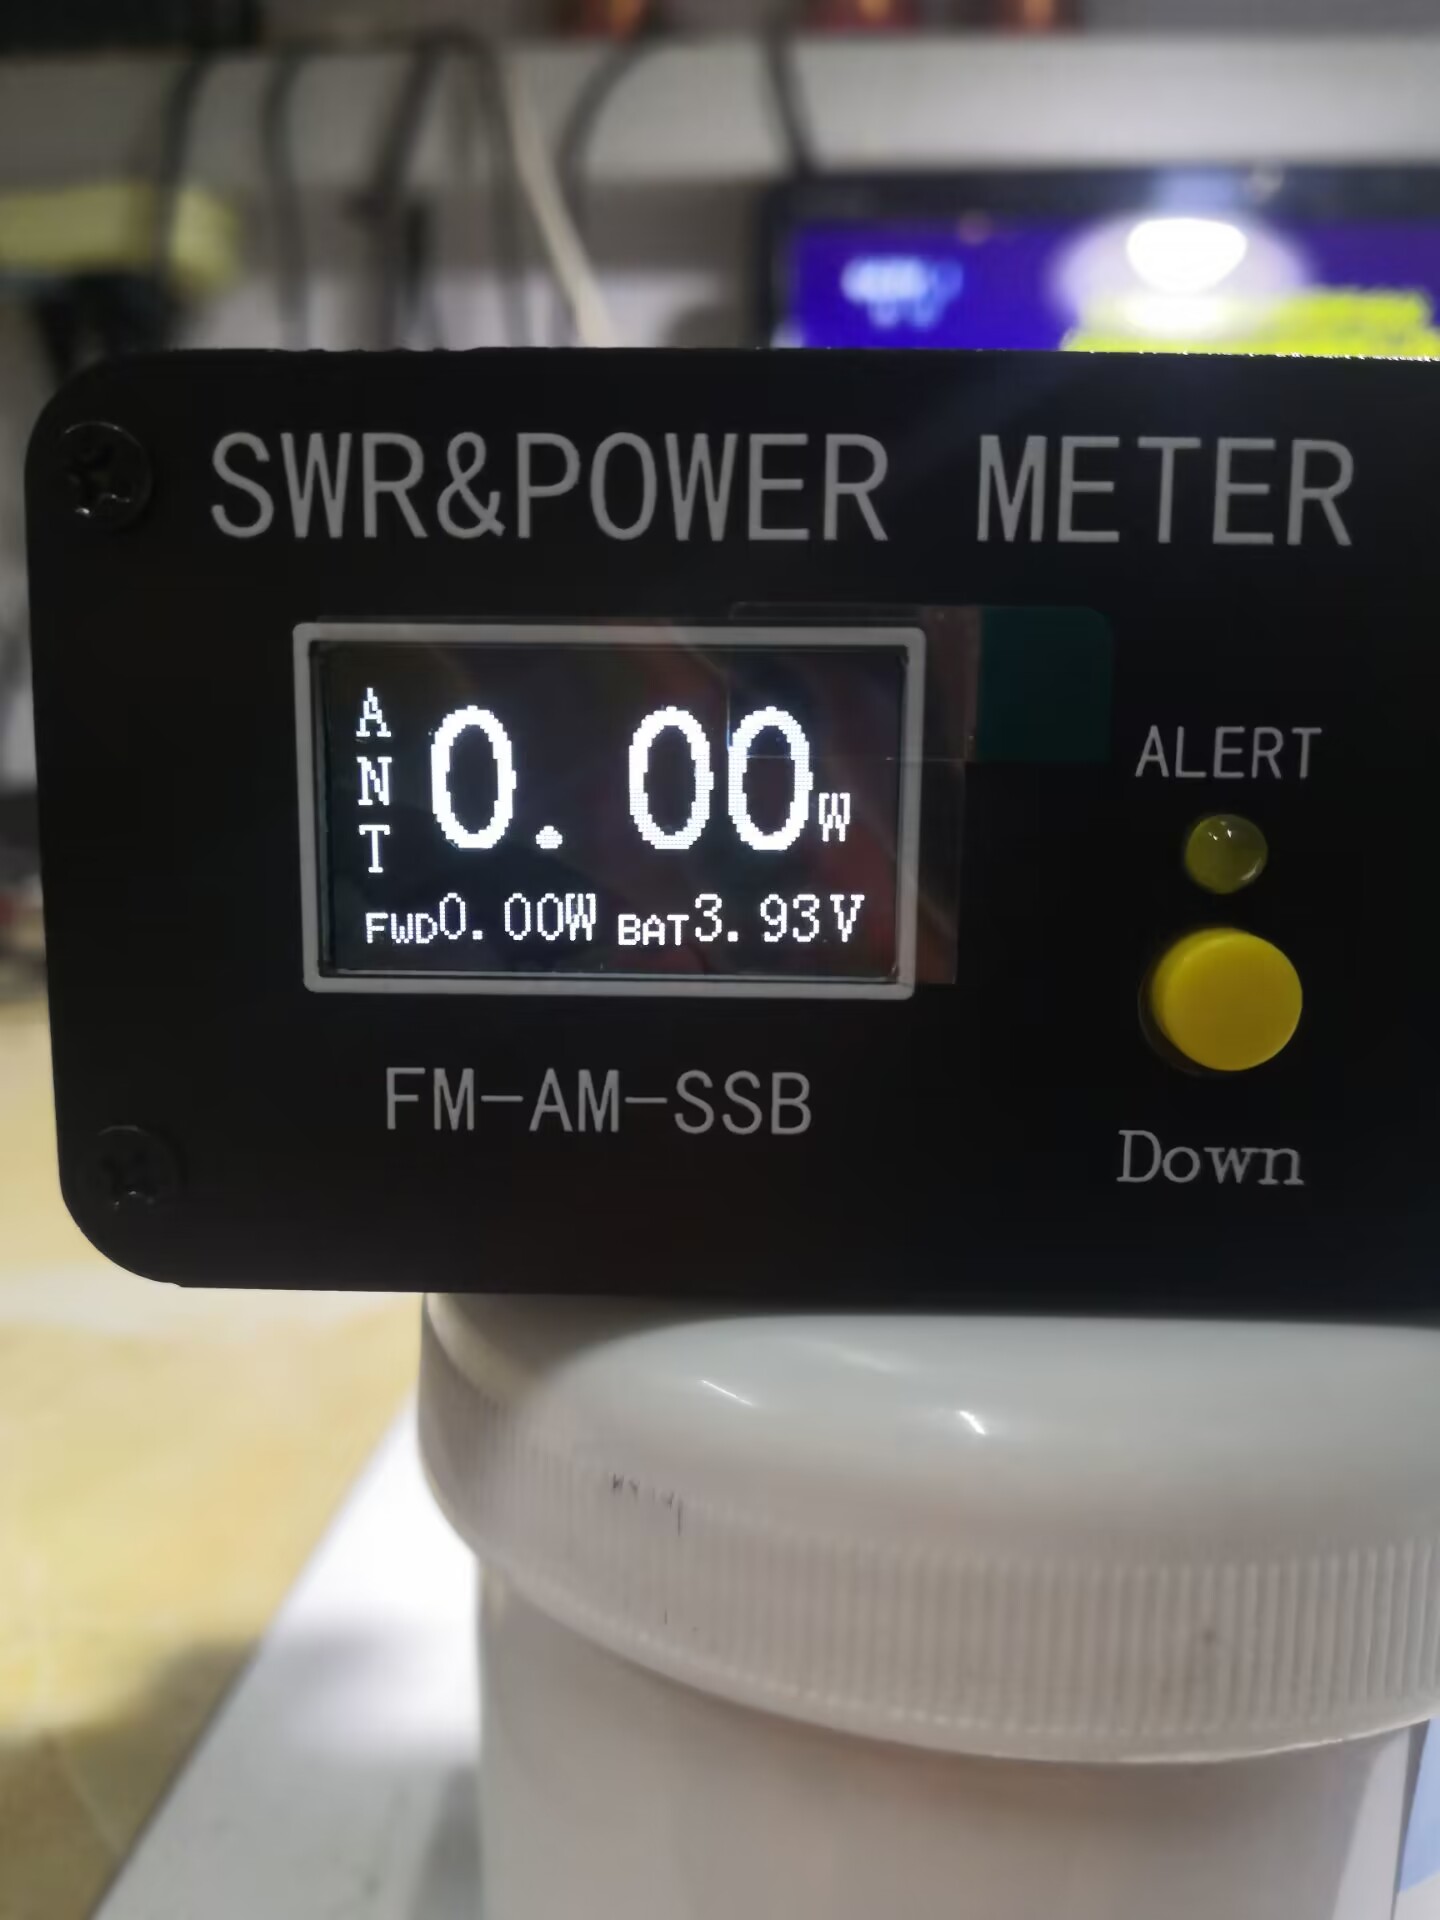 SWR&POWER METER
ANT
0.00W
FWD0.00W BAT3.93V
ALERT
FM-AM-SSB
Down